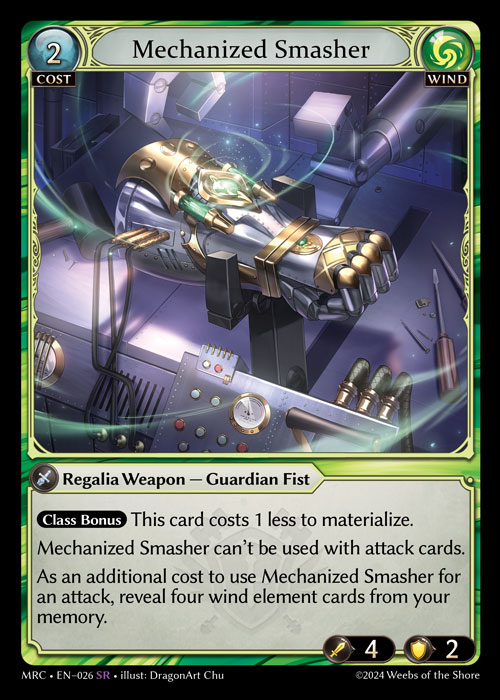 2
Mechanized Smasher
COST
WIND
Regalia Weapon — Guardian Fist
Class Bonus This card costs 1 less to materialize.
Mechanized Smasher can't be used with attack cards.
As an additional cost to use Mechanized Smasher for
an attack, reveal four wind element cards from your
memory.
4
2
MRC • EN–026 SR • illust: DragonArt Chu
©2024 Weebs of the Shore